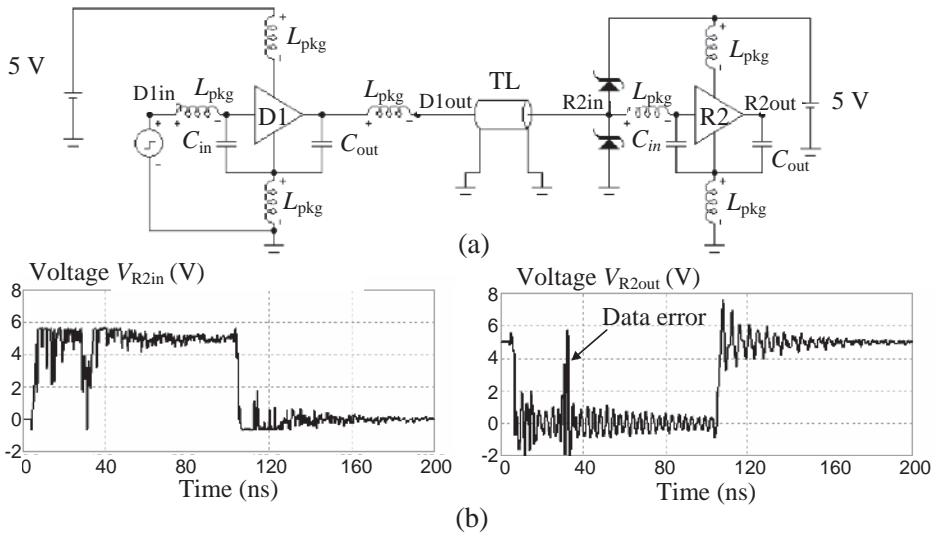 L_pkg
L_pkg
5 V
TL
L_pkg
L_pkg
L_pkg
5 V
D1in
D1
D1out
R2in
R2
R2out
C_in
C_out
C_in
C_out
L_pkg
L_pkg
(a)
Voltage V_R2in (V)
8
6
4
2
0
-2
0 40 80 120 160 200
Time (ns)
Voltage V_R2out (V)
Data error
8
6
4
2
0
-2
0 40 80 120 160 200
Time (ns)
(b)